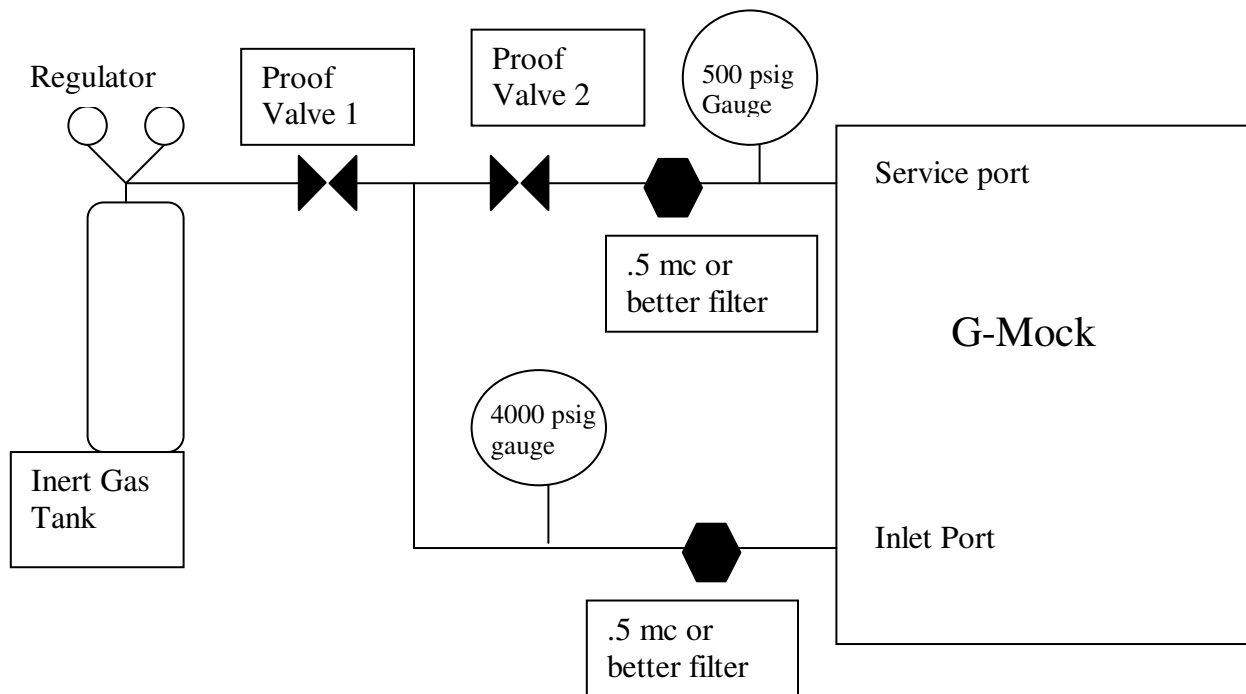 Regulator
Proof
Valve 1
Proof
Valve 2
500 psig
Gauge
Service port
.5 mc or
better filter
G-Mock
4000 psig
gauge
Inert Gas
Tank
Inlet Port
.5 mc or
better filter